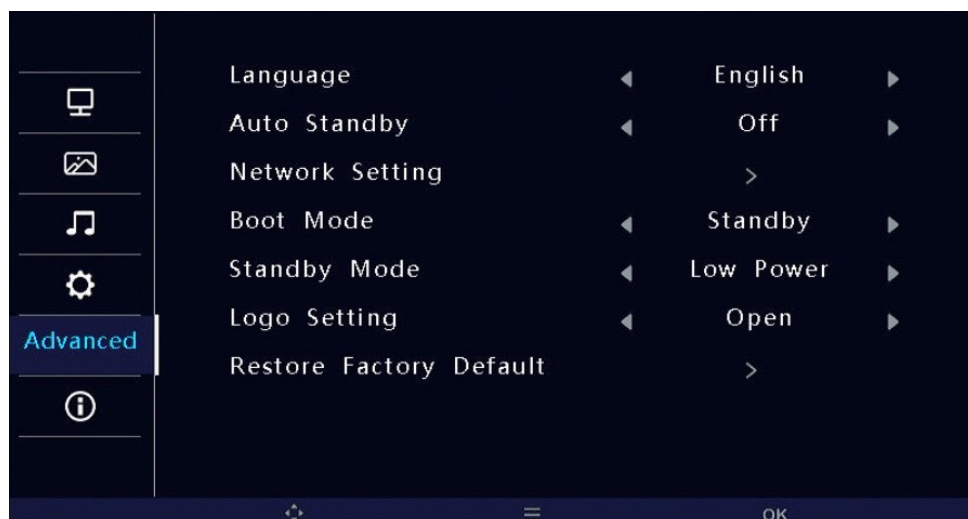 Language English
Auto Standby Off
Network Setting >
Boot Mode Standby
Standby Mode Low Power
Logo Setting Open
Advanced
Restore Factory Default >
OK